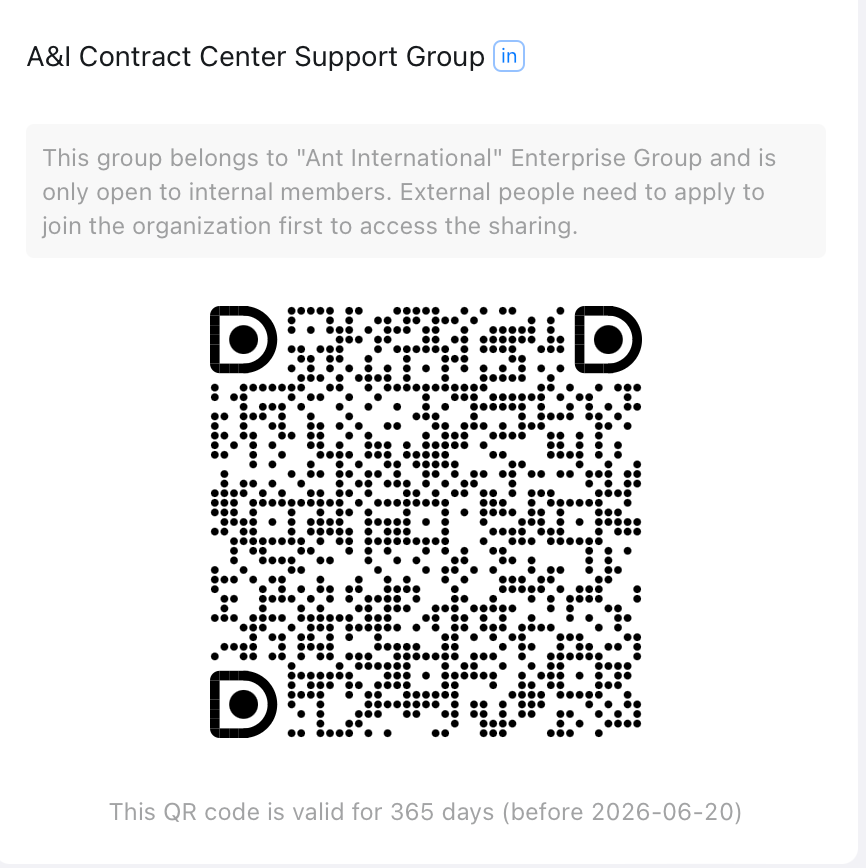 A&I Contract Center Support Group in
This group belongs to "Ant International" Enterprise Group and is
only open to internal members. External people need to apply to
join the organization first to access the sharing.
This QR code is valid for 365 days (before 2026-06-20)